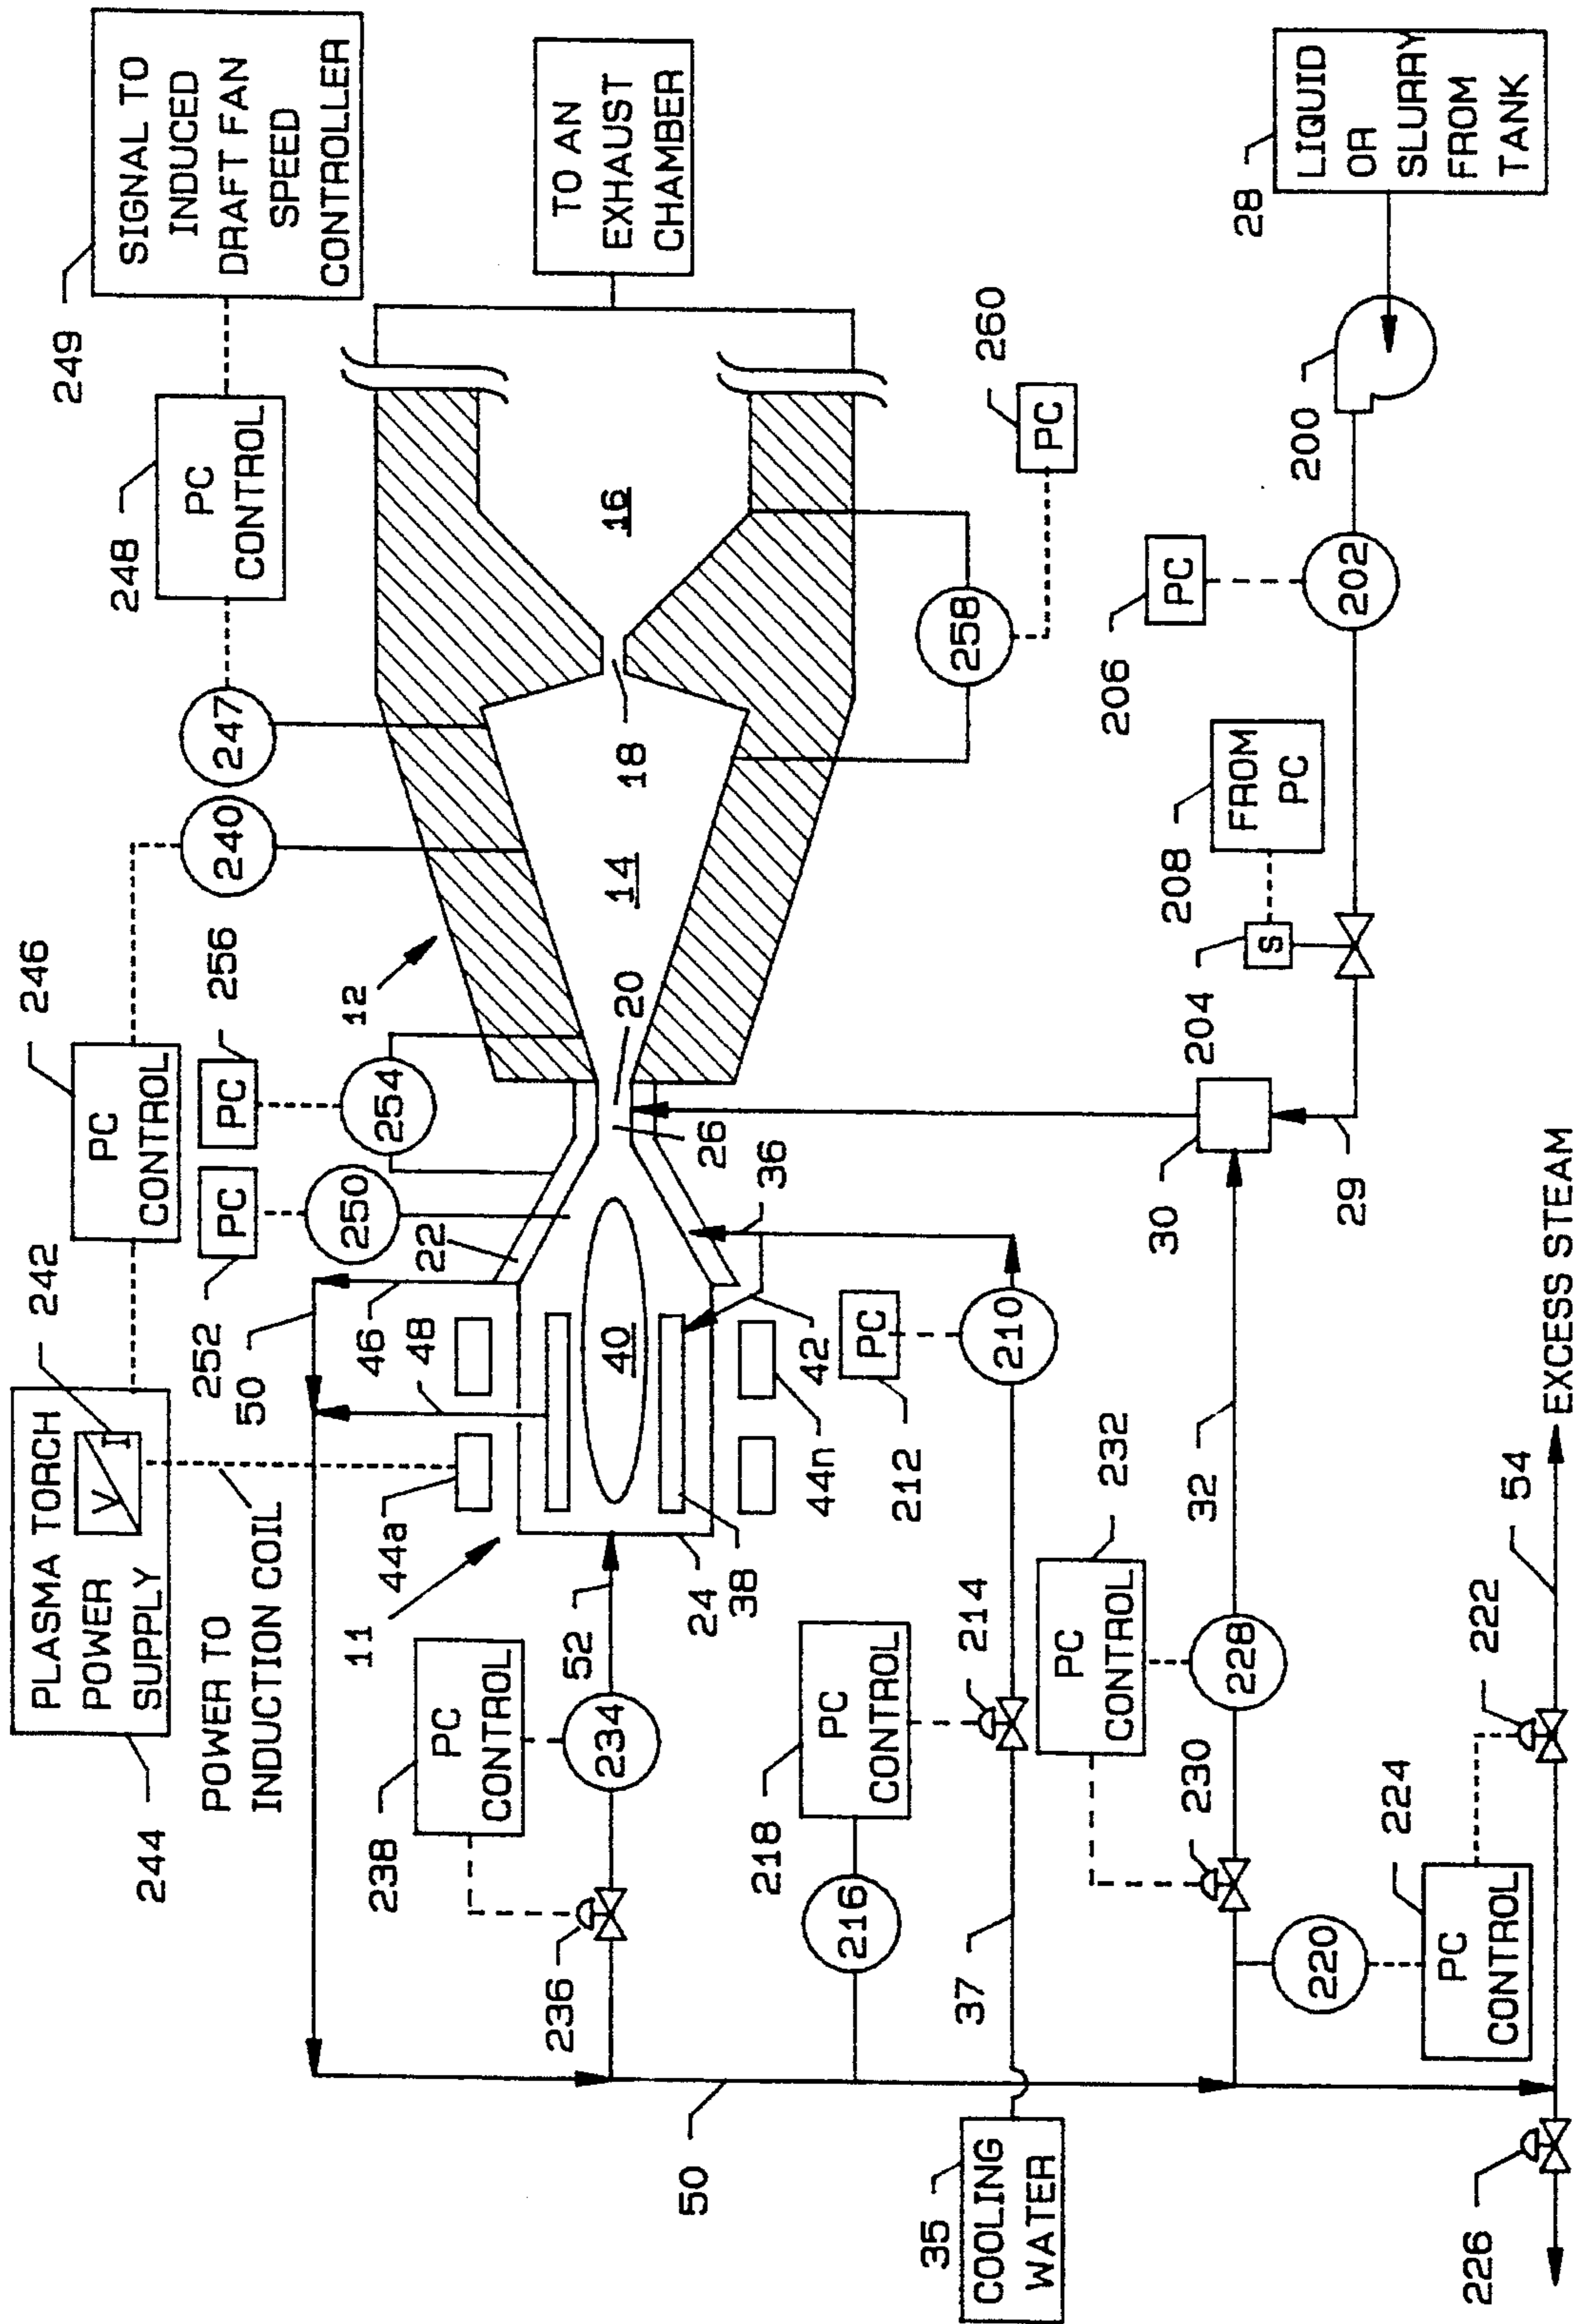 PLASMA TORCH
POWER
SUPPLY
V
I
242
244
POWER TO
INDUCTION COIL
PC
CONTROL
246
SIGNAL TO
INDUCED
DRAFT FAN
SPEED
CONTROLLER
249
PC
CONTROL
248
TO AN
EXHAUST
CHAMBER
247
240
PC
256
254
PC
252
250
12
14
16
18
20
22
26
36
40
42
46
48
50
44a
44n
11
24
38
52
234
PC
CONTROL
238
236
258
PC
260
PC
212
210
PC
CONTROL
218
216
214
37
50
35
COOLING
WATER
PC
CONTROL
232
228
230
32
30
29
220
PC
CONTROL
224
222
54
EXCESS STEAM
226
S
204
FROM
PC
208
PC
206
202
200
28
LIQUID
OR
SLURRY
FROM
TANK